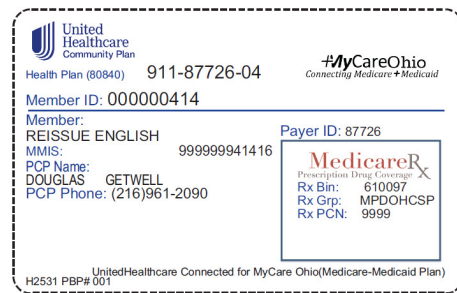 United
Healthcare
Community Plan
MyCareOhio
Connecting Medicare + Medicaid
Health Plan (80840) 911-87726-04
Member ID: 000000414
Member:
REISSUE ENGLISH
MMIS: 999999941416
PCP Name:
DOUGLAS GETWELL
PCP Phone: (216)961-2090
Payer ID: 87726
MedicareRx
Prescription Drug Coverage
Rx Bin: 610097
Rx Grp: MPDOHCSP
Rx PCN: 9999
UnitedHealthcare Connected for MyCare Ohio(Medicare-Medicaid Plan)
H2531 PBP# 001